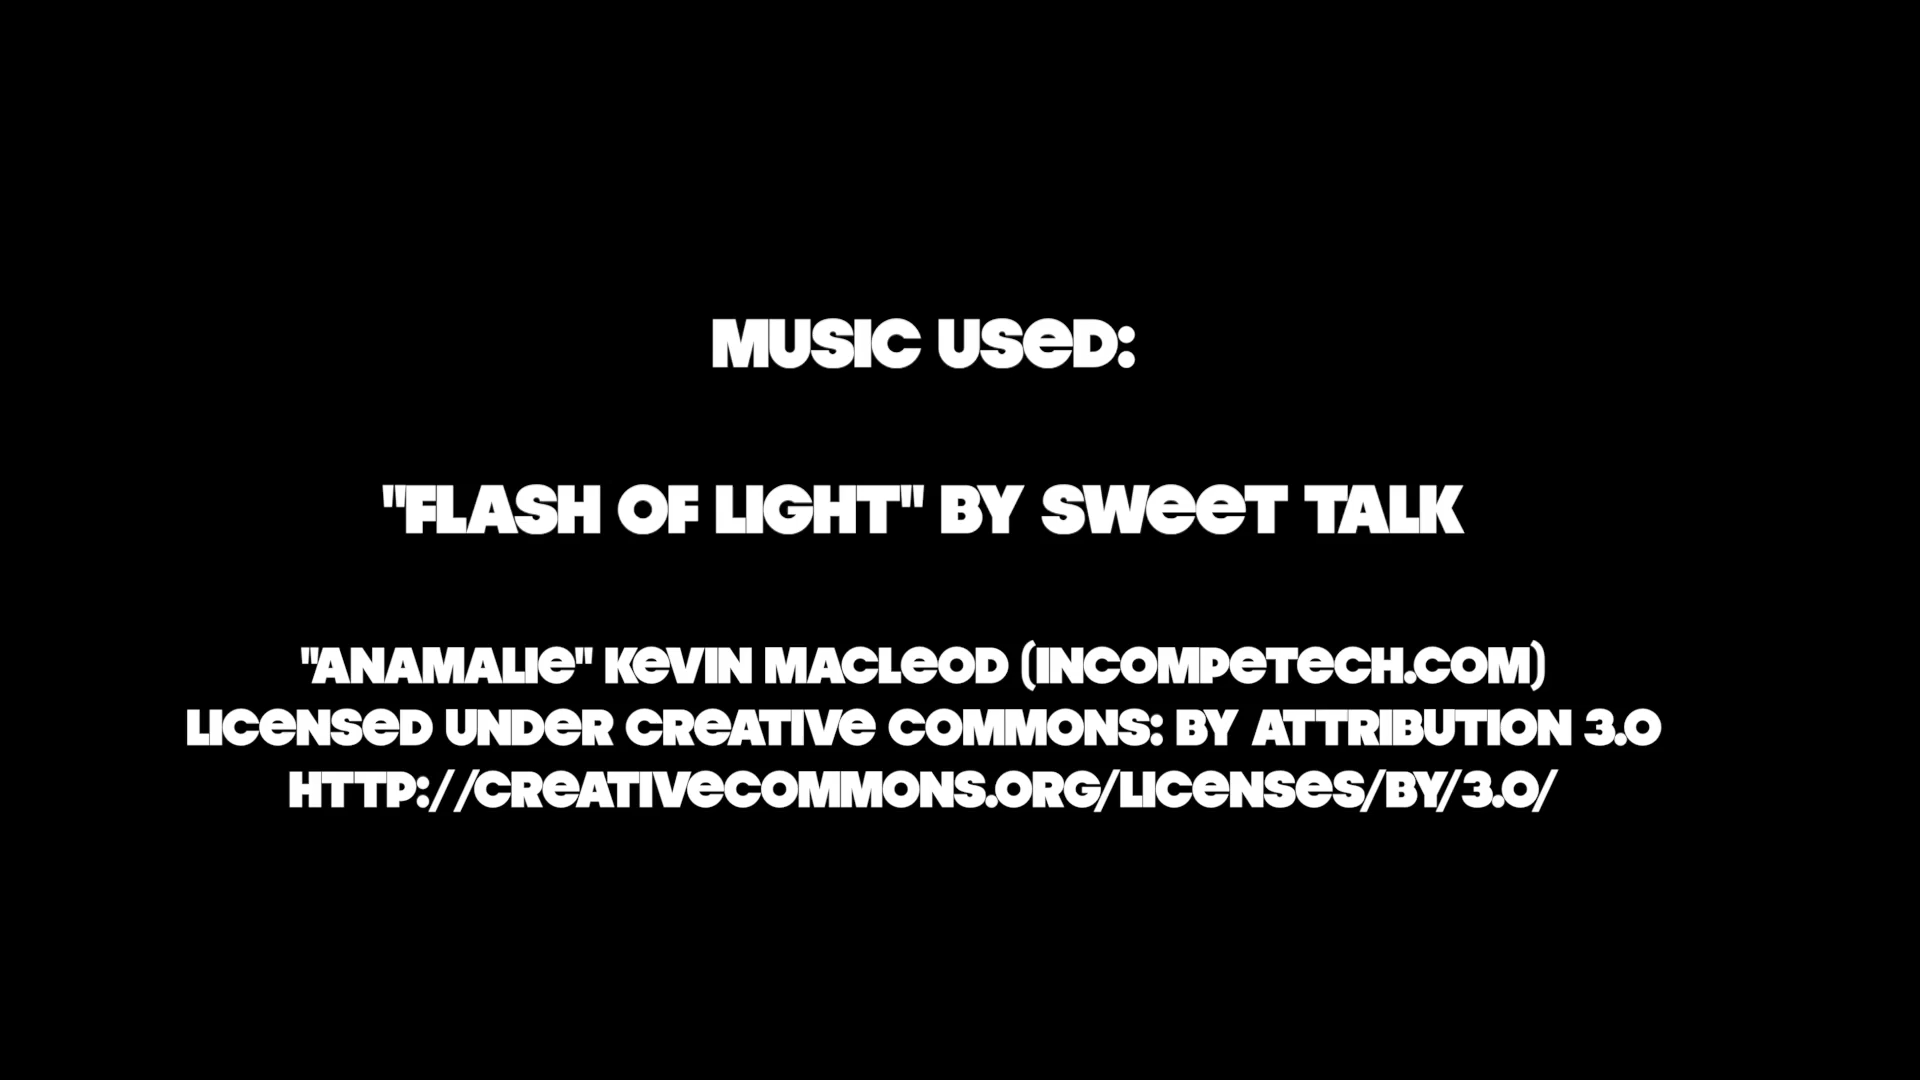 MUSIC USED:
"FLASH OF LIGHT" BY SWEET TALK
"ANAMALIE" KEVIN MACLEOD (INCOMPETECH.COM)
LICENSED UNDER CREATIVE COMMONS: BY ATTRIBUTION 3.0
HTTP://CREATIVECOMMONS.ORG/LICENSES/BY/3.0/